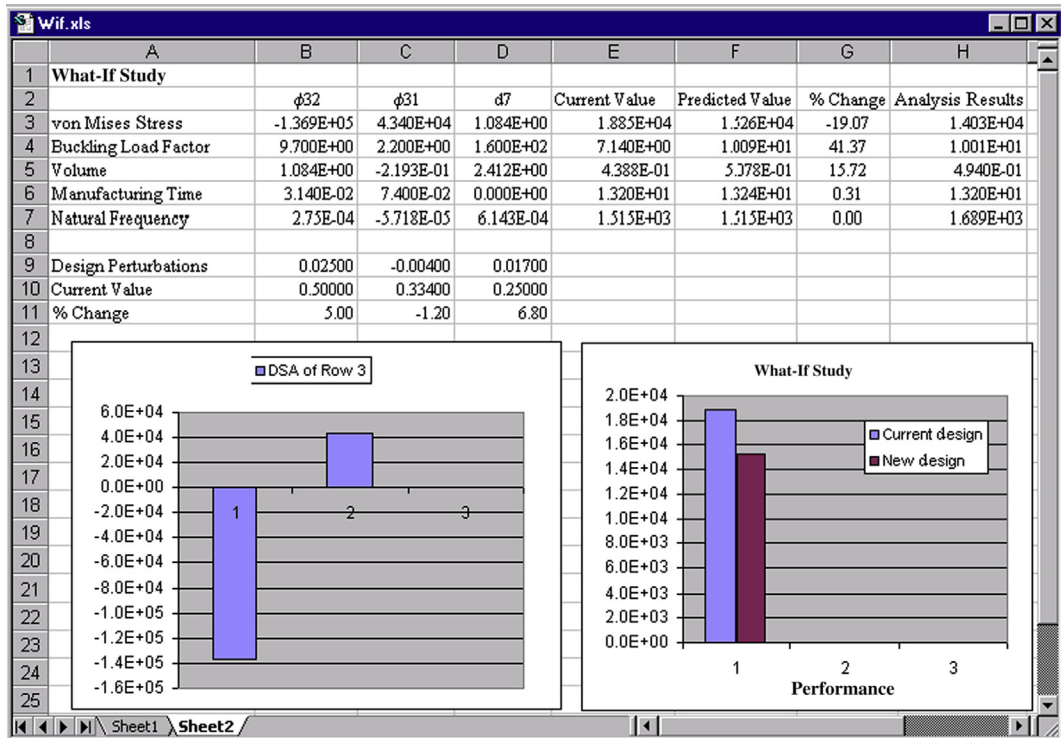 Wif.xls
A B C D E F G H
1 What-If Study
2 ϕ32 ϕ31 d7 Current Value Predicted Value % Change Analysis Results
3 von Mises Stress -1.369E+05 4.340E+04 1.084E+00 1.885E+04 1.526E+04 -19.07 1.403E+04
4 Buckling Load Factor 9.700E+00 2.200E+00 1.600E+02 7.140E+00 1.009E+01 41.37 1.001E+01
5 Volume 1.084E+00 -2.193E-01 2.412E+00 4.388E-01 5.078E-01 15.72 4.940E-01
6 Manufacturing Time 3.140E-02 7.400E-02 0.000E+00 1.320E+01 1.324E+01 0.31 1.320E+01
7 Natural Frequency 2.75E-04 -5.718E-05 6.143E-04 1.515E+03 1.515E+03 0.00 1.689E+03
8
9 Design Perturbations 0.02500 -0.00400 0.01700
10 Current Value 0.50000 0.33400 0.25000
11 % Change 5.00 -1.20 6.80
12
13
14
15
16
17
18
19
20
21
22
23
24
25
DSA of Row 3
6.0E+04
4.0E+04
2.0E+04
0.0E+00
-2.0E+04
-4.0E+04
-6.0E+04
-8.0E+04
-1.0E+05
-1.2E+05
-1.4E+05
-1.6E+05
1 2 3
What-If Study
2.0E+04
1.8E+04
1.6E+04
1.4E+04
1.2E+04
1.0E+04
8.0E+03
6.0E+03
4.0E+03
2.0E+03
0.0E+00
Current design
New design
1 2 3
Performance
Sheet1 Sheet2